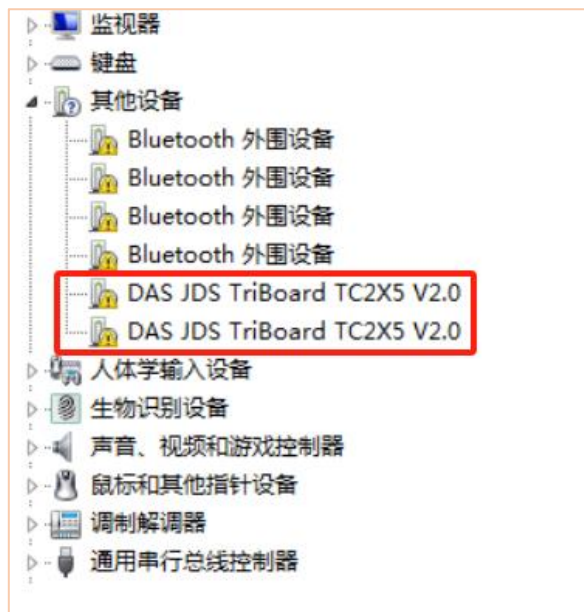 监视器
键盘
其他设备
Bluetooth 外围设备
Bluetooth 外围设备
Bluetooth 外围设备
Bluetooth 外围设备
DAS JDS TriBoard TC2X5 V2.0
DAS JDS TriBoard TC2X5 V2.0
人体学输入设备
生物识别设备
声音、视频和游戏控制器
鼠标和其他指针设备
调制解调器
通用串行总线控制器